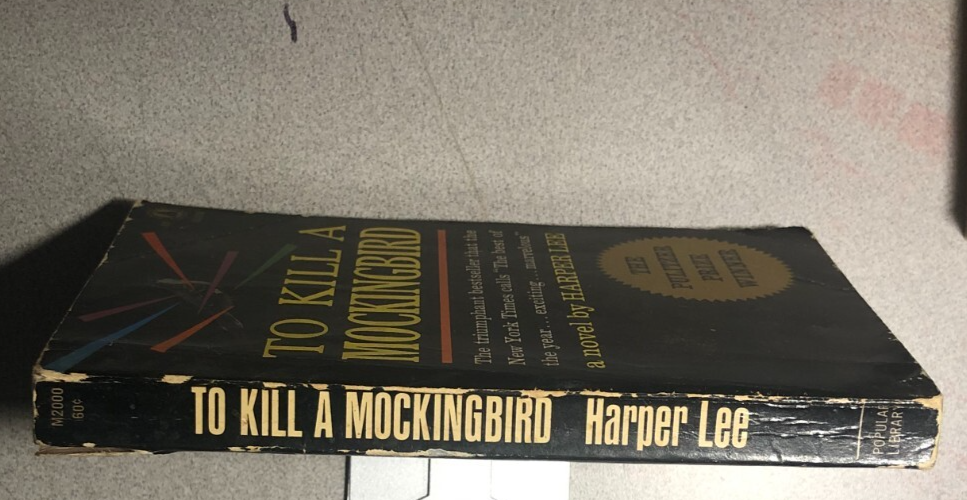 TO KILL A
MOCKINGBIRD
The triumphant bestseller that the
New York Times calls "The best of
the year...exciting...marvelous"
a novel by HARPER LEE
THE
PULITZER
PRIZE
WINNER
M2000
60¢
TO KILL A MOCKINGBIRD Harper Lee
POPULAR
LIBRARY